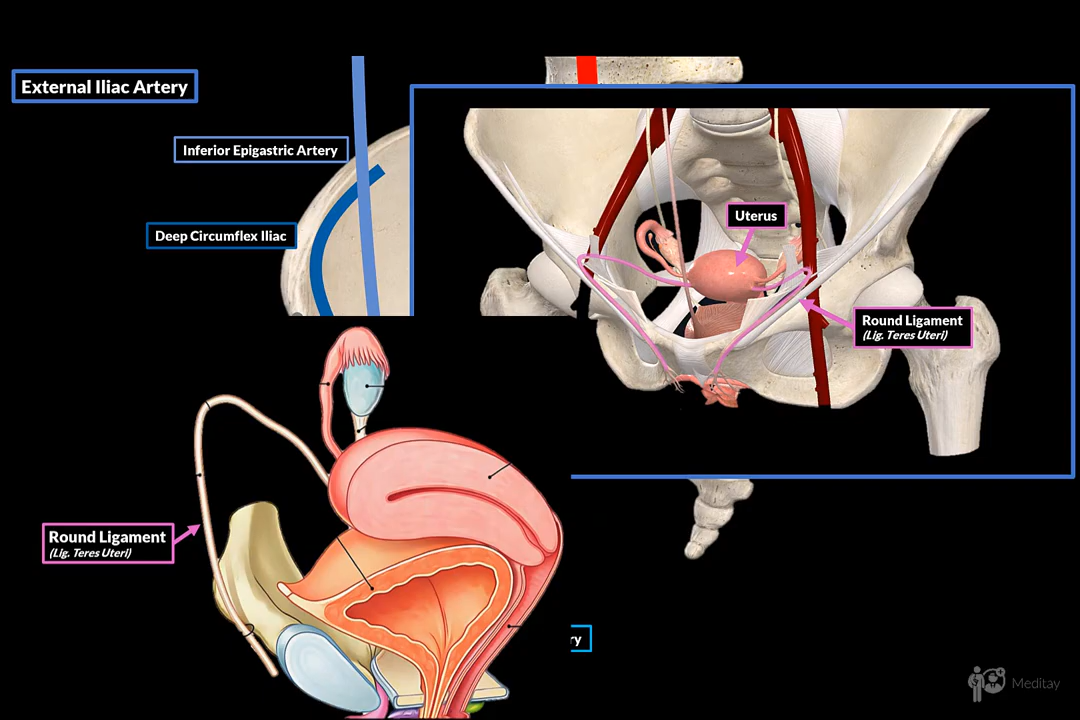 External Iliac Artery
Inferior Epigastric Artery
Deep Circumflex Iliac
Uterus
Round Ligament
(Lig. Teres Uteri)
Round Ligament
(Lig. Teres Uteri)
ry
Meditay